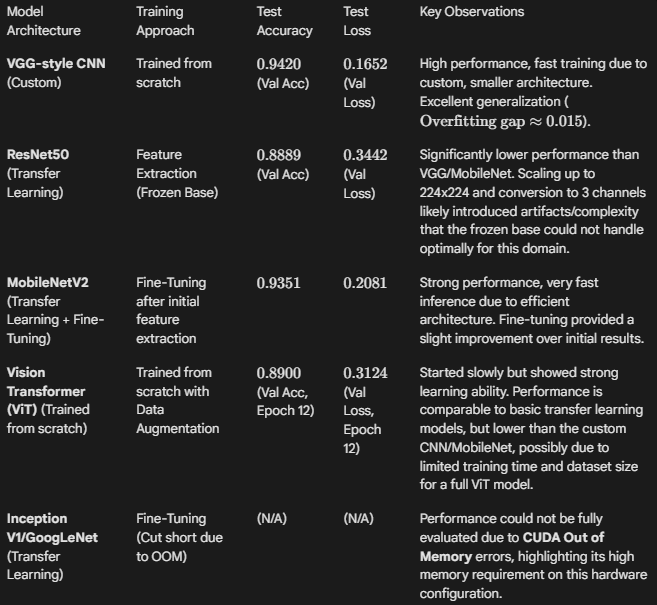 Model Architecture | Training Approach | Test Accuracy | Test Loss | Key Observations
VGG-style CNN (Custom) | Trained from scratch | 0.9420 (Val Acc) | 0.1652 (Val Loss) | High performance, fast training due to custom, smaller architecture. Excellent generalization (Overfitting gap ≈ 0.015).
ResNet50 (Transfer Learning) | Feature Extraction (Frozen Base) | 0.8889 (Val Acc) | 0.3442 (Val Loss) | Significantly lower performance than VGG/MobileNet. Scaling up to 224x224 and conversion to 3 channels likely introduced artifacts/complexity that the frozen base could not handle optimally for this domain.
MobileNetV2 (Transfer Learning + Fine-Tuning) | Fine-Tuning after initial feature extraction | 0.9351 | 0.2081 | Strong performance, very fast inference due to efficient architecture. Fine-tuning provided a slight improvement over initial results.
Vision Transformer (ViT) (Trained from scratch) | Trained from scratch with Data Augmentation | 0.8900 (Val Acc, Epoch 12) | 0.3124 (Val Loss, Epoch 12) | Started slowly but showed strong learning ability. Performance is comparable to basic transfer learning models, but lower than the custom CNN/MobileNet, possibly due to limited training time and dataset size for a full ViT model.
Inception V1/GoogLeNet (Transfer Learning) | Fine-Tuning (Cut short due to OOM) | (N/A) | (N/A) | Performance could not be fully evaluated due to CUDA Out of Memory errors, highlighting its high memory requirement on this hardware configuration.